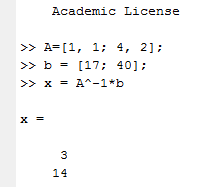 Academic License
>> A=[1, 1; 4, 2];
>> b = [17; 40];
>> x = A^-1*b
x =
3
14